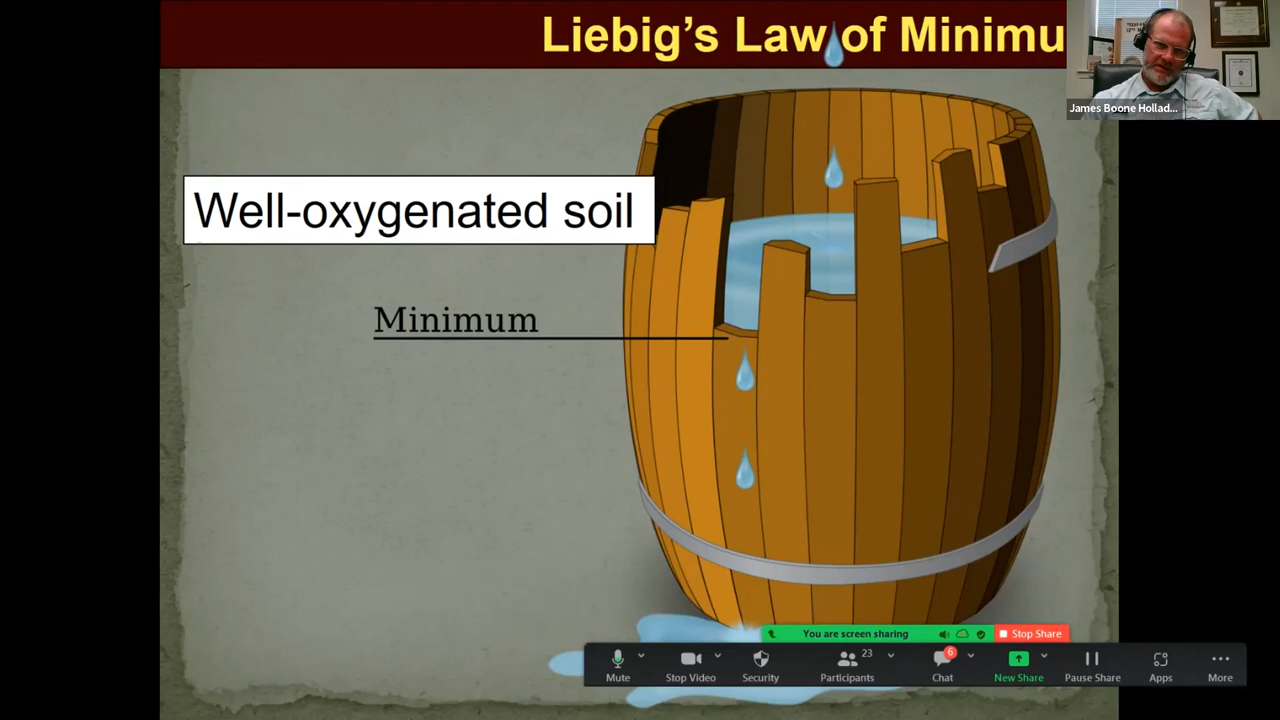 Liebig's Law of Minimu
James Boone Hollad...
Well-oxygenated soil
Minimum
You are screen sharing
Stop Share
Mute
Stop Video
Security
23
Participants
6
Chat
New Share
Pause Share
Apps
More